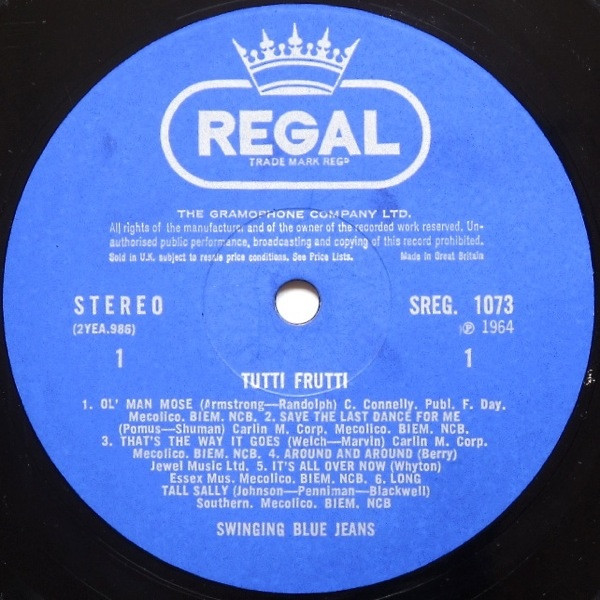 REGAL
TRADE MARK REGD
THE GRAMOPHONE COMPANY LTD.
All rights of the manufacturer and of the owner of the recorded work reserved. Un-
authorised public performance, broadcasting and copying of this record prohibited.
Sold in U.K. subject to resale price conditions. See Price Lists. Made in Great Britain
STEREO SREG. 1073
(2YEA.986) ℗ 1964
1 1
TUTTI FRUTTI
1. OL' MAN MOSE (Armstrong—Randolph) C. Connelly. Publ. F. Day.
Mecolico. BIEM. NCB. 2. SAVE THE LAST DANCE FOR ME
(Pomus—Shuman) Carlin M. Corp. Mecolico. BIEM. NCB.
3. THAT'S THE WAY IT GOES (Welch—Marvin) Carlin M. Corp.
Mecolico. BIEM. NCB. 4. AROUND AND AROUND (Berry)
Jewel Music Ltd. 5. IT'S ALL OVER NOW (Whyton)
Essex Mus. Mecolico. BIEM. NCB. 6. LONG
TALL SALLY (Johnson—Penniman—Blackwell)
Southern. Mecolico. BIEM. NCB
SWINGING BLUE JEANS